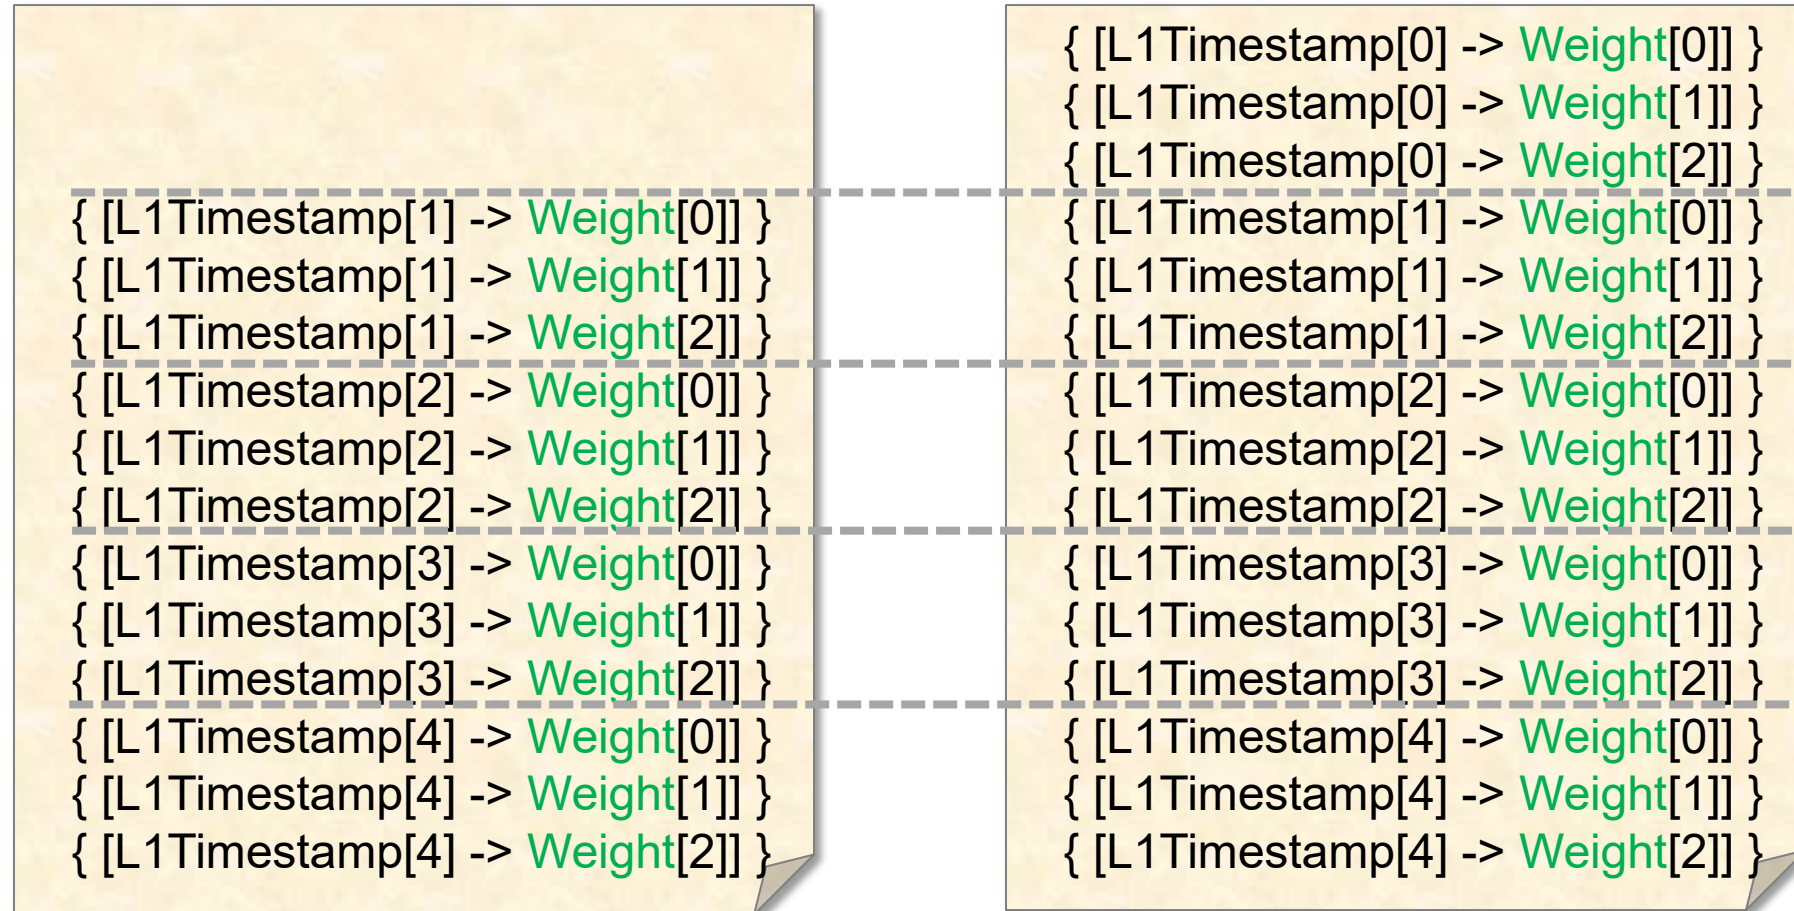 { [L1Timestamp[1] -> Weight[0]] }
{ [L1Timestamp[1] -> Weight[1]] }
{ [L1Timestamp[1] -> Weight[2]] }
{ [L1Timestamp[2] -> Weight[0]] }
{ [L1Timestamp[2] -> Weight[1]] }
{ [L1Timestamp[2] -> Weight[2]] }
{ [L1Timestamp[3] -> Weight[0]] }
{ [L1Timestamp[3] -> Weight[1]] }
{ [L1Timestamp[3] -> Weight[2]] }
{ [L1Timestamp[4] -> Weight[0]] }
{ [L1Timestamp[4] -> Weight[1]] }
{ [L1Timestamp[4] -> Weight[2]] }
{ [L1Timestamp[0] -> Weight[0]] }
{ [L1Timestamp[0] -> Weight[1]] }
{ [L1Timestamp[0] -> Weight[2]] }
{ [L1Timestamp[1] -> Weight[0]] }
{ [L1Timestamp[1] -> Weight[1]] }
{ [L1Timestamp[1] -> Weight[2]] }
{ [L1Timestamp[2] -> Weight[0]] }
{ [L1Timestamp[2] -> Weight[1]] }
{ [L1Timestamp[2] -> Weight[2]] }
{ [L1Timestamp[3] -> Weight[0]] }
{ [L1Timestamp[3] -> Weight[1]] }
{ [L1Timestamp[3] -> Weight[2]] }
{ [L1Timestamp[4] -> Weight[0]] }
{ [L1Timestamp[4] -> Weight[1]] }
{ [L1Timestamp[4] -> Weight[2]] }